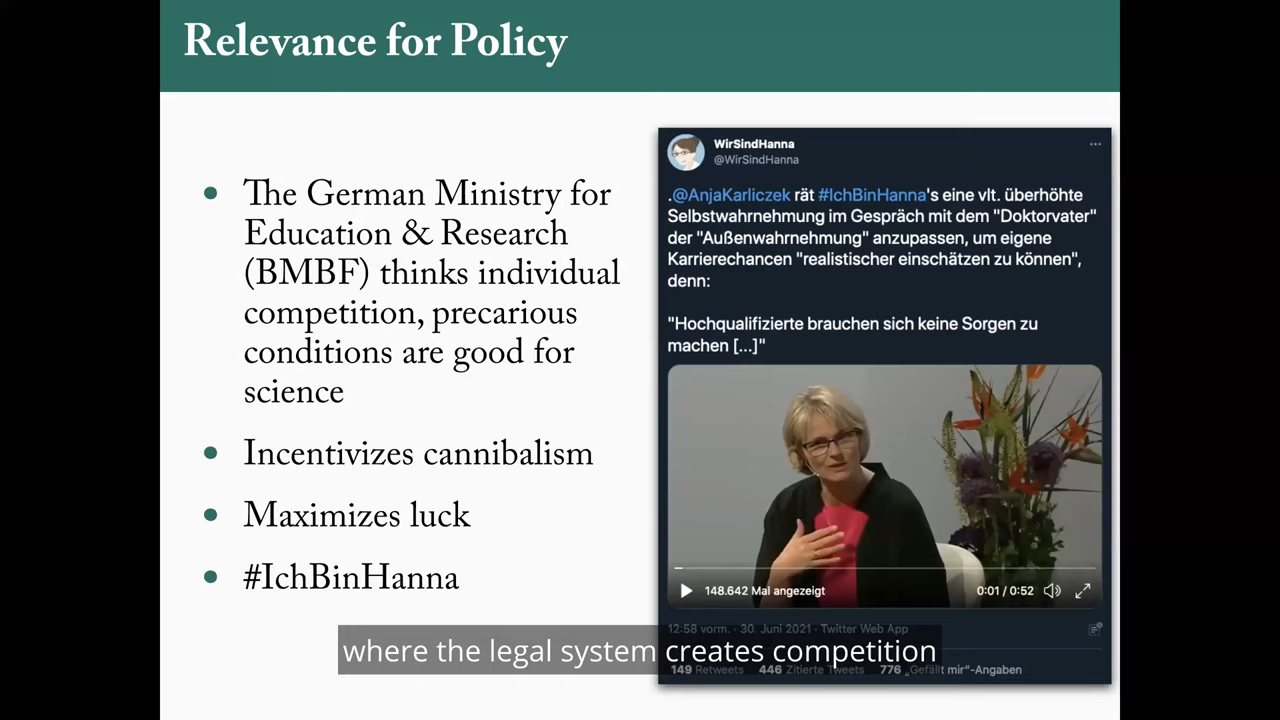 Relevance for Policy
The German Ministry for
Education & Research
(BMBF) thinks individual
competition, precarious
conditions are good for
science
Incentivizes cannibalism
Maximizes luck
#IchBinHanna
WirSindHanna
@WirSindHanna
.@AnjaKarliczek rät #IchBinHanna's eine vlt. überhöhte
Selbstwahrnehmung im Gespräch mit dem "Doktorvater"
der "Außenwahrnehmung" anzupassen, um eigene
Karrierechancen "realistischer einschätzen zu können",
denn:
"Hochqualifizierte brauchen sich keine Sorgen zu
machen [...]"
148.642 Mal angezeigt
0:01 / 0:52
12:58 vorm. · 30. Juni 2021 · Twitter Web App
149 Retweets 446 Zitierte Tweets 776 „Gefällt mir“-Angaben
where the legal system creates competition